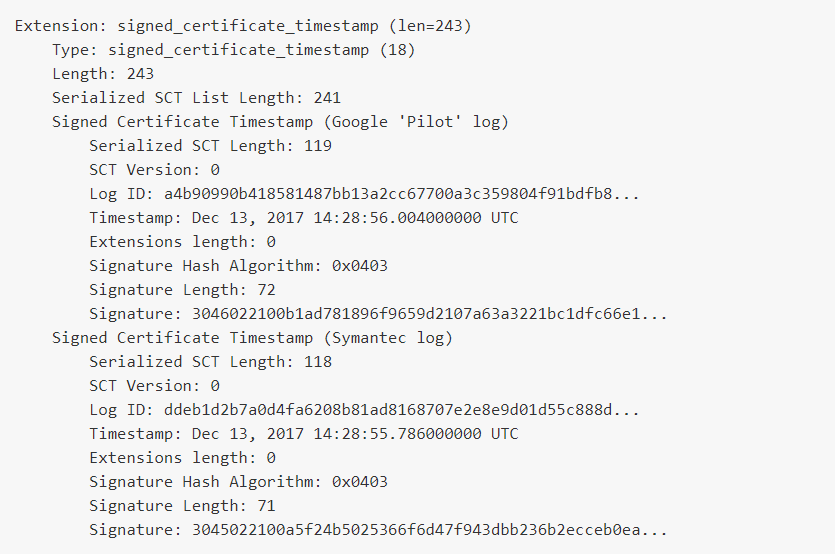 Extension: signed_certificate_timestamp (len=243)
Type: signed_certificate_timestamp (18)
Length: 243
Serialized SCT List Length: 241
Signed Certificate Timestamp (Google 'Pilot' log)
Serialized SCT Length: 119
SCT Version: 0
Log ID: a4b90990b418581487bb13a2cc67700a3c359804f91bdfb8...
Timestamp: Dec 13, 2017 14:28:56.004000000 UTC
Extensions length: 0
Signature Hash Algorithm: 0x0403
Signature Length: 72
Signature: 3046022100b1ad781896f9659d2107a63a3221bc1dfc66e1...
Signed Certificate Timestamp (Symantec log)
Serialized SCT Length: 118
SCT Version: 0
Log ID: ddeb1d2b7a0d4fa6208b81ad8168707e2e8e9d01d55c888d...
Timestamp: Dec 13, 2017 14:28:55.786000000 UTC
Extensions length: 0
Signature Hash Algorithm: 0x0403
Signature Length: 71
Signature: 3045022100a5f24b5025366f6d47f943dbb236b2ecceb0ea...